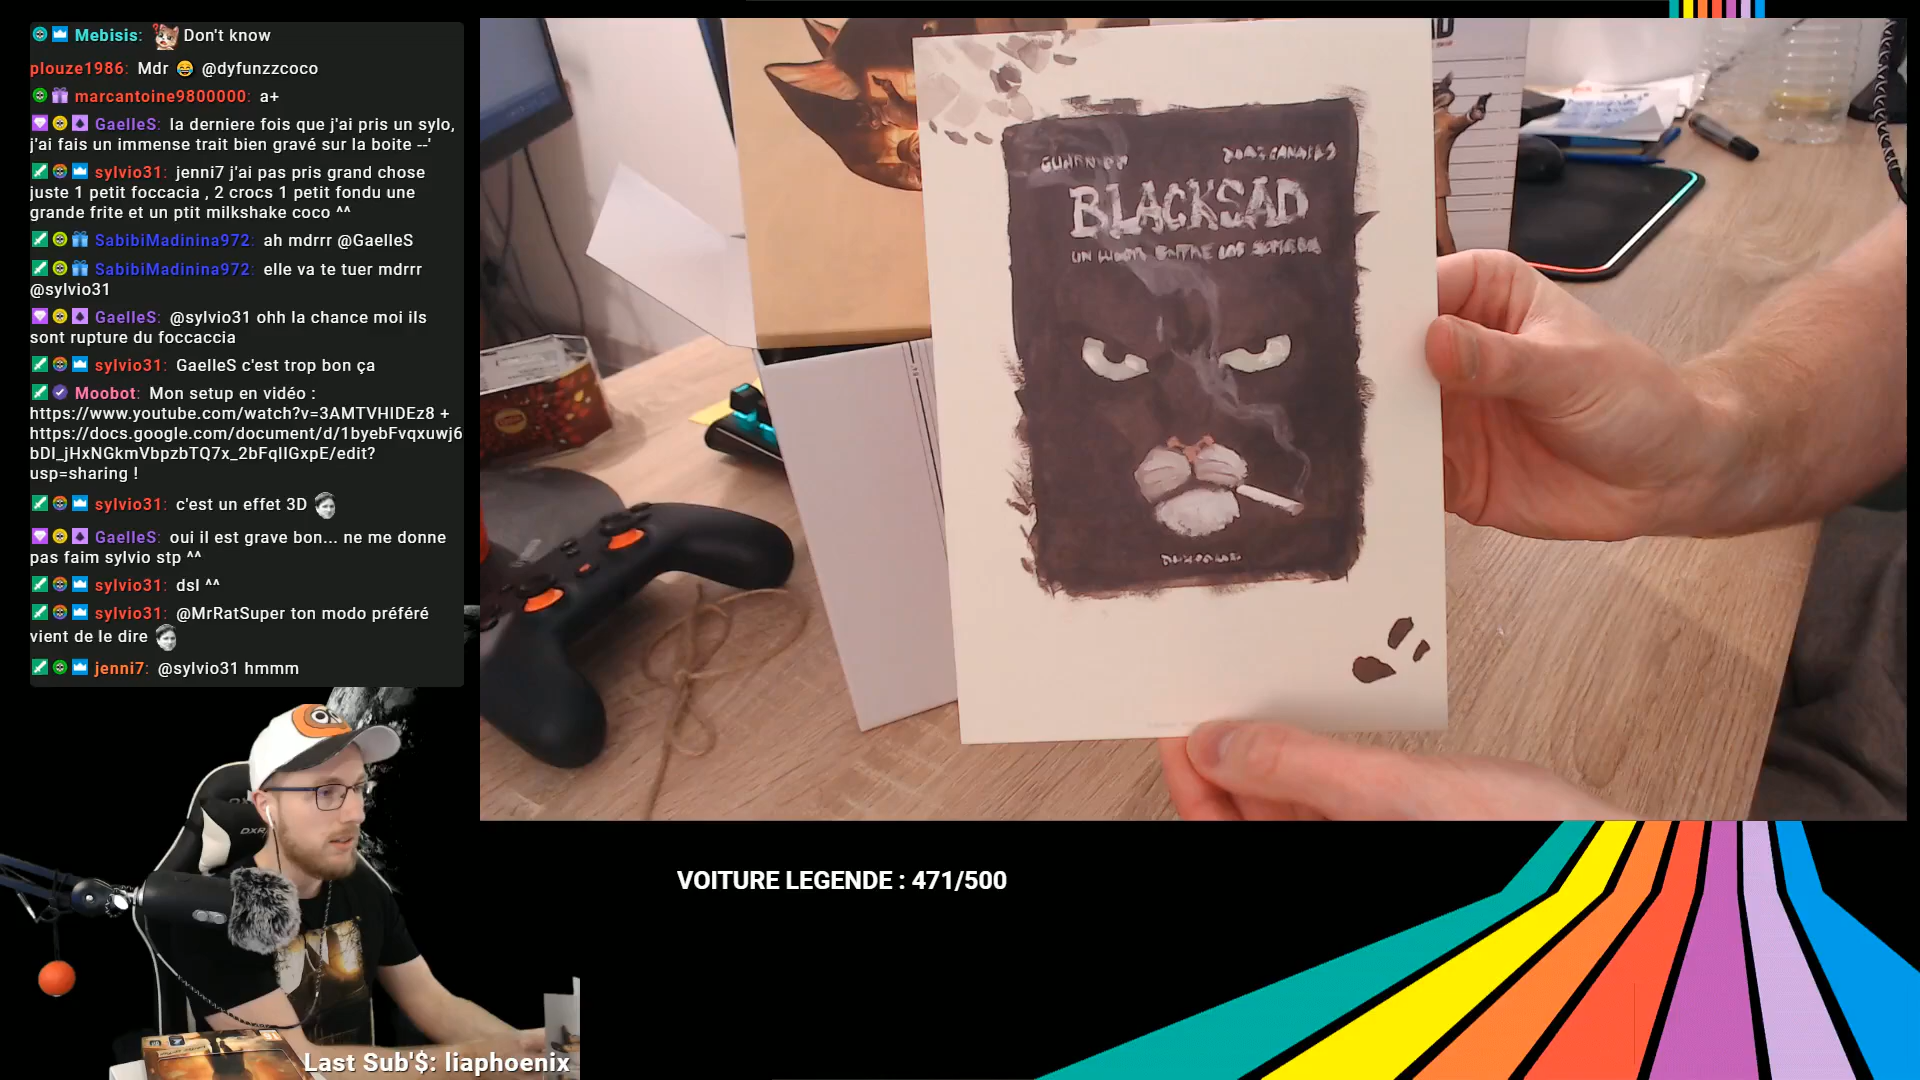 Mebisis: Don't know
plouze1986: Mdr 😂 @dyfunzzcoco
marcantoine9800000: a+
GaelleS: la derniere fois que j'ai pris un sylo,
j'ai fais un immense trait bien gravé sur la boite --'
sylvio31: jenni7 j'ai pas pris grand chose
juste 1 petit foccacia , 2 crocs 1 petit fondu une
grande frite et un ptit milkshake coco ^^
SabibiMadinina972: ah mdrrr @GaelleS
SabibiMadinina972: elle va te tuer mdrrr
@sylvio31
GaelleS: @sylvio31 ohh la chance moi ils
sont rupture du foccaccia
sylvio31: GaelleS c'est trop bon ça
Moobot: Mon setup en vidéo :
https://www.youtube.com/watch?v=3AMTVHIDEz8 +
https://docs.google.com/document/d/1byebFvqxuwj6
bDI_jHxNGkmVbpzbTQ7x_2bFqIIGxpE/edit?
usp=sharing !
sylvio31: c'est un effet 3D
GaelleS: oui il est grave bon... ne me donne
pas faim sylvio stp ^^
sylvio31: dsl ^^
sylvio31: @MrRatSuper ton modo préféré
vient de le dire
jenni7: @sylvio31 hmmm
BLACKSAD
VOITURE LEGENDE : 471/500
Last Sub'$: liaphoenix